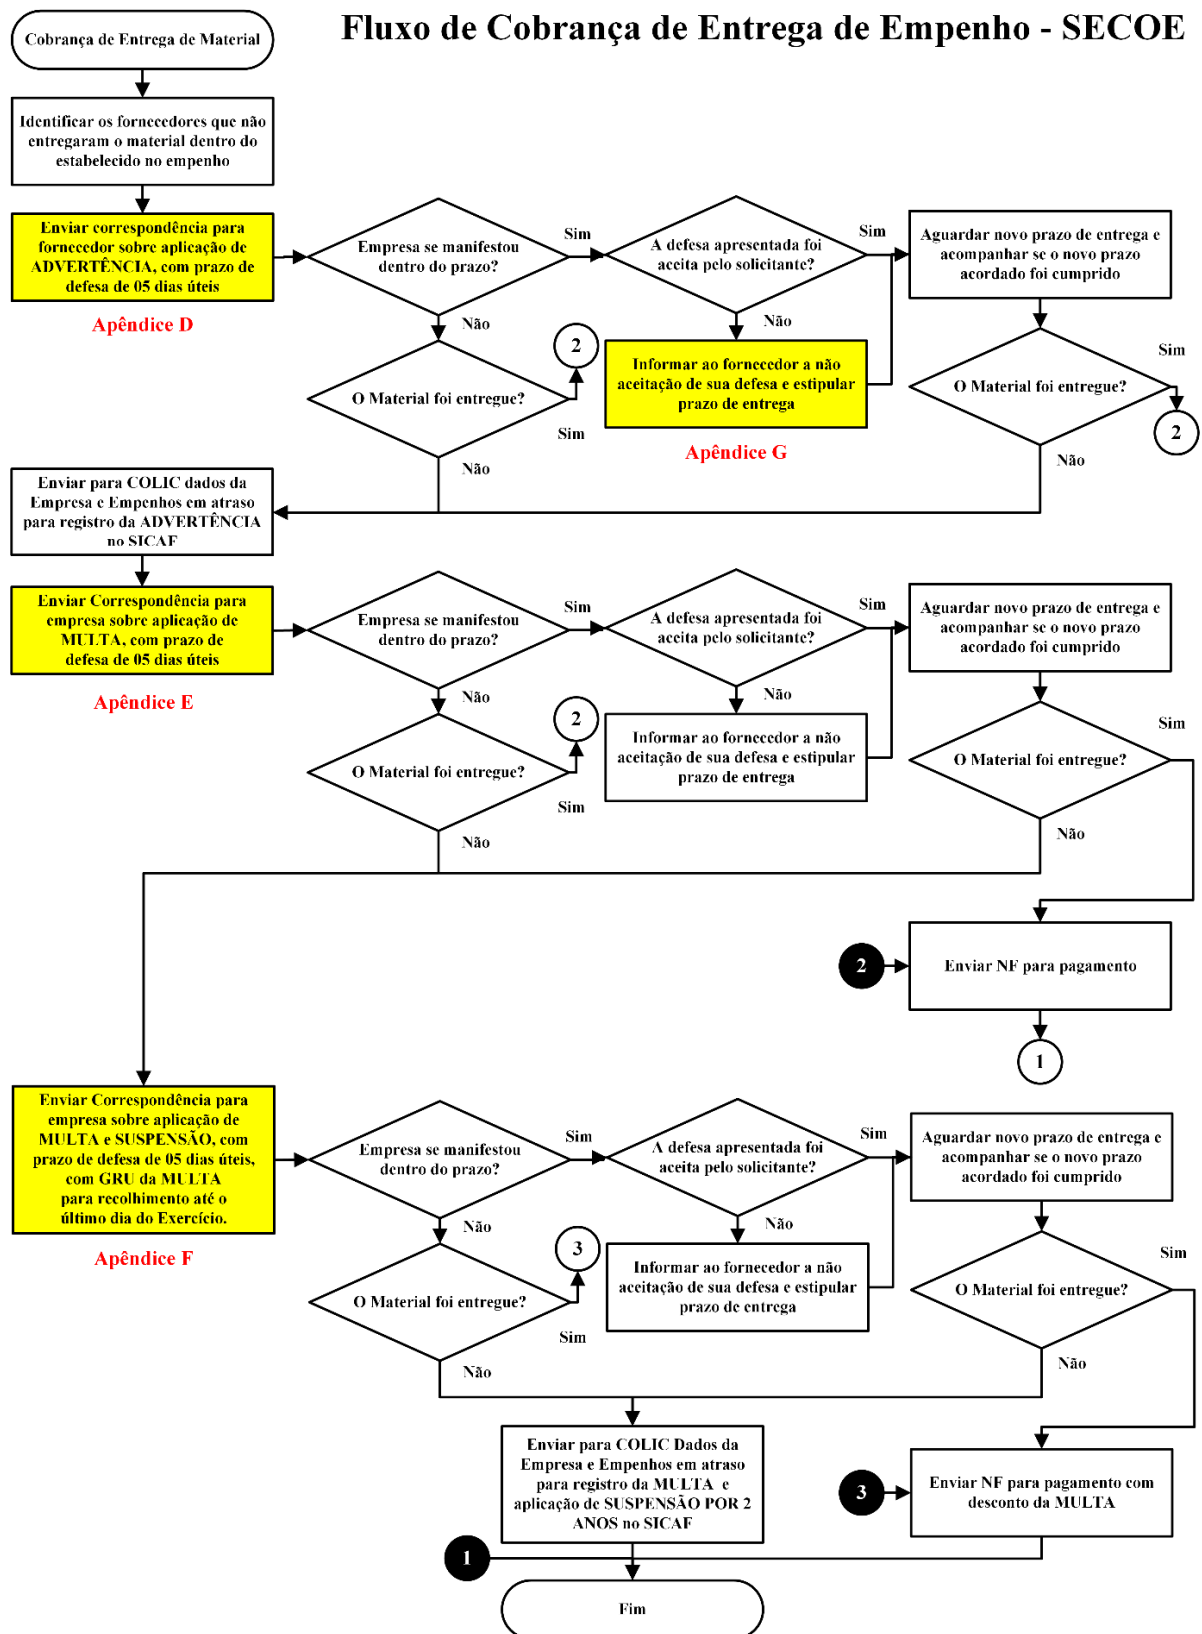 Fluxo de Cobrança de Entrega de Empenho - SECOE
Cobrança de Entrega de Material
Identificar os fornecedores que não
entregaram o material dentro do
estabelecido no empenho
Enviar correspondência para
fornecedor sobre aplicação de
ADVERTÊNCIA, com prazo de
defesa de 05 dias úteis
Apêndice D
Empresa se manifestou
dentro do prazo?
Sim
Não
A defesa apresentada foi
aceita pelo solicitante?
Sim
Não
Aguardar novo prazo de entrega e
acompanhar se o novo prazo
acordado foi cumprido
O Material foi entregue?
2
Sim
Não
Informar ao fornecedor a não
aceitação de sua defesa e estipular
prazo de entrega
Apêndice G
O Material foi entregue?
Sim
2
Não
Enviar para COLIC dados da
Empresa e Empenhos em atraso
para registro da ADVERTÊNCIA
no SICAF
Enviar Correspondência para
empresa sobre aplicação de
MULTA, com prazo de
defesa de 05 dias úteis
Apêndice E
Empresa se manifestou
dentro do prazo?
Sim
Não
A defesa apresentada foi
aceita pelo solicitante?
Sim
Não
Aguardar novo prazo de entrega e
acompanhar se o novo prazo
acordado foi cumprido
O Material foi entregue?
2
Sim
Não
Informar ao fornecedor a não
aceitação de sua defesa e estipular
prazo de entrega
O Material foi entregue?
Sim
Não
2
Enviar NF para pagamento
1
Enviar Correspondência para
empresa sobre aplicação de
MULTA e SUSPENSÃO, com
prazo de defesa de 05 dias úteis,
com GRU da MULTA
para recolhimento até o
último dia do Exercício.
Apêndice F
Empresa se manifestou
dentro do prazo?
Sim
Não
A defesa apresentada foi
aceita pelo solicitante?
Sim
Não
Aguardar novo prazo de entrega e
acompanhar se o novo prazo
acordado foi cumprido
O Material foi entregue?
3
Sim
Não
Informar ao fornecedor a não
aceitação de sua defesa e estipular
prazo de entrega
O Material foi entregue?
Sim
Não
Enviar para COLIC Dados da
Empresa e Empenhos em atraso
para registro da MULTA e
aplicação de SUSPENSÃO POR 2
ANOS no SICAF
3
Enviar NF para pagamento com
desconto da MULTA
1
Fim